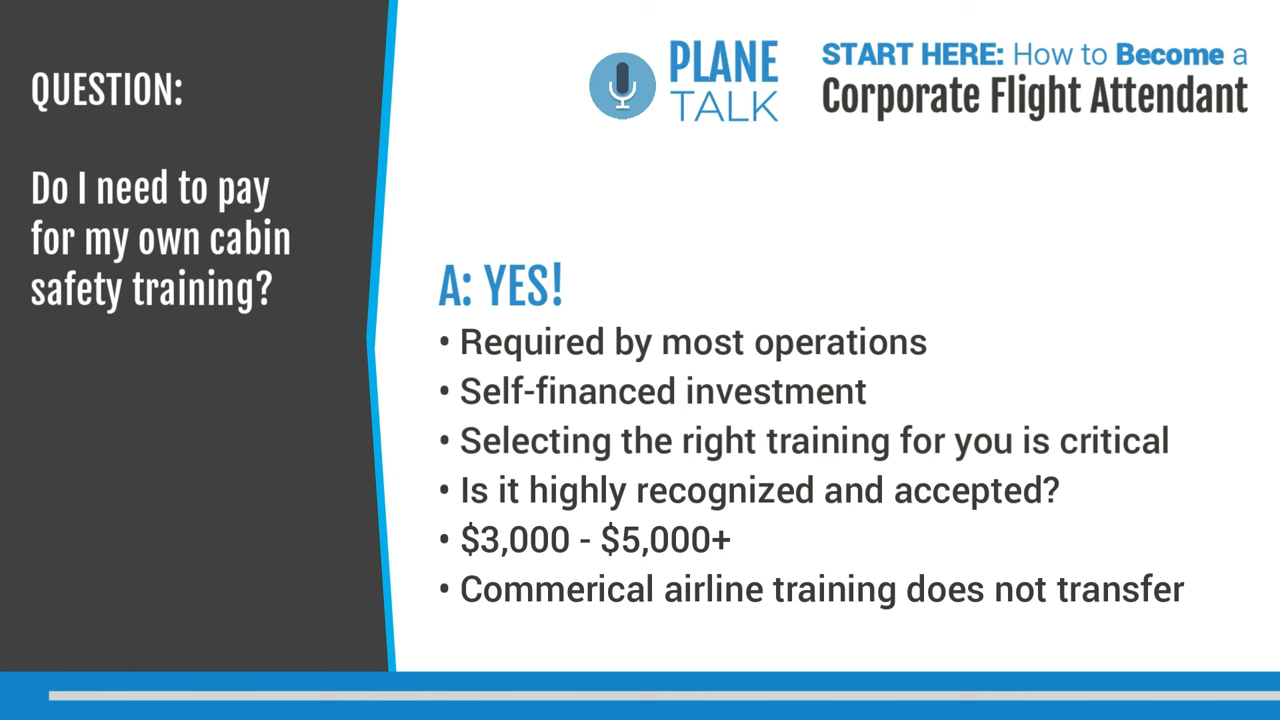 QUESTION:
Do I need to pay
for my own cabin
safety training?
PLANE
TALK
START HERE: How to Become a
Corporate Flight Attendant
A: YES!
• Required by most operations
• Self-financed investment
• Selecting the right training for you is critical
• Is it highly recognized and accepted?
• $3,000 - $5,000+
• Commerical airline training does not transfer